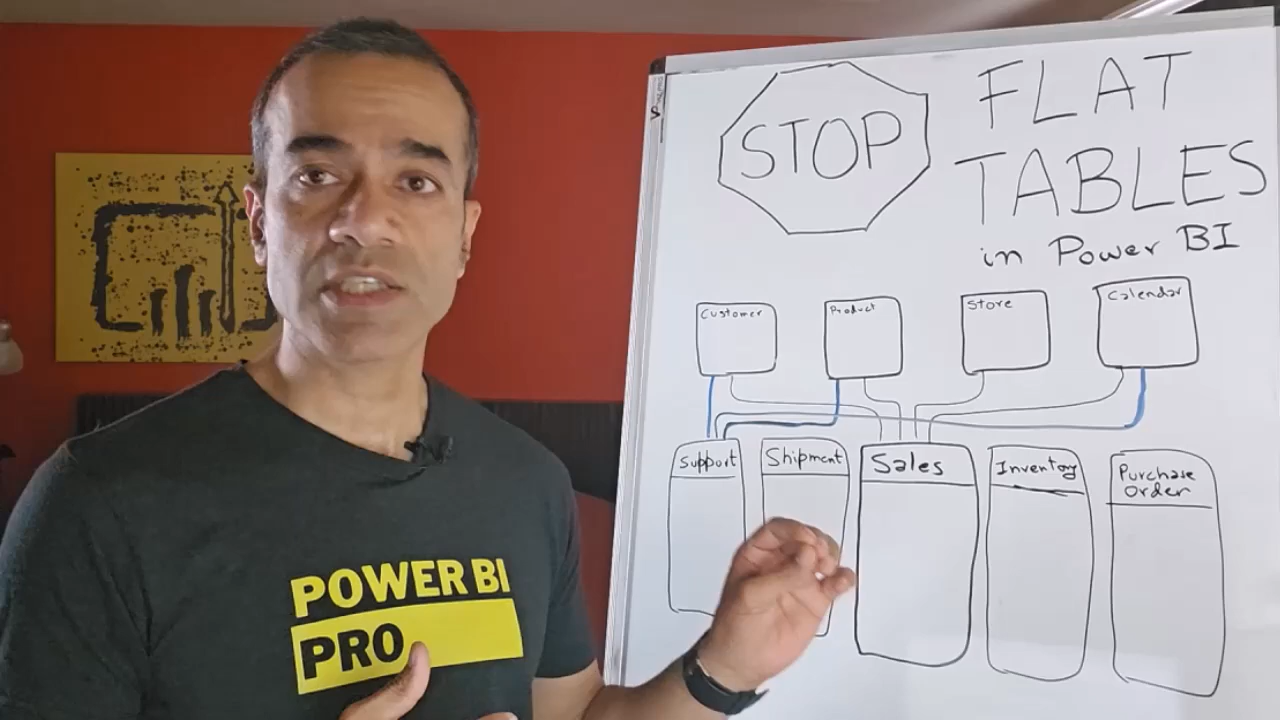 STOP
FLAT
TABLES
in Power BI
Customer
Product
Store
Calendar
Support
Shipment
Sales
Inventory
Purchase
Order
POWER BI
PRO